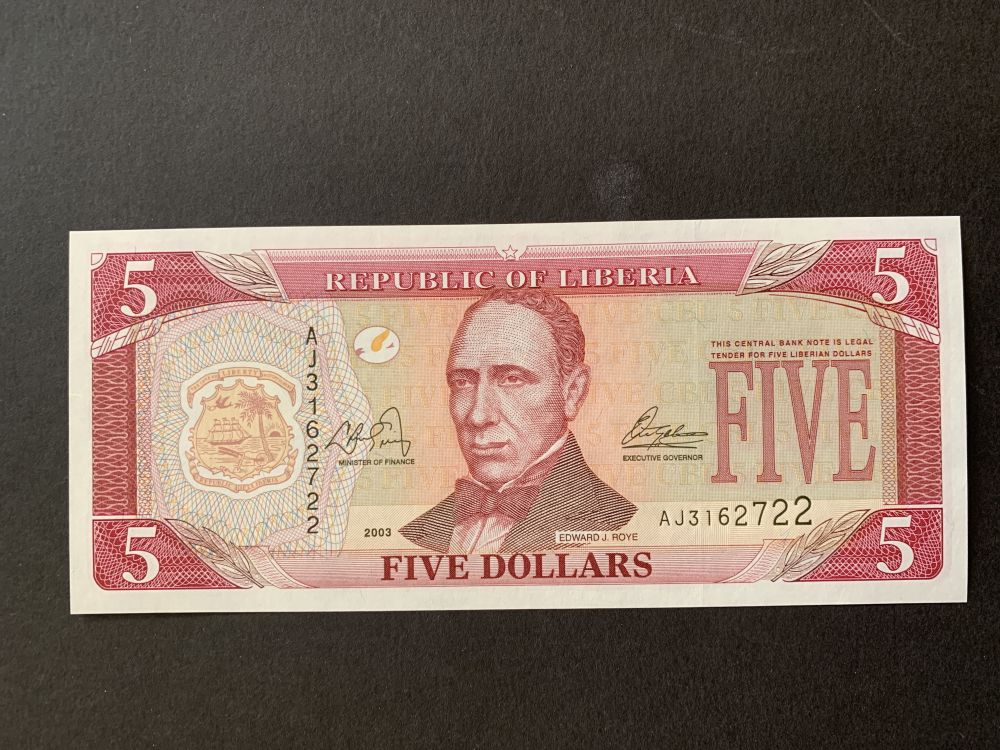 5 REPUBLIC OF LIBERIA 5
AJ3162722
THIS CENTRAL BANK NOTE IS LEGAL
TENDER FOR FIVE LIBERIAN DOLLARS
FIVE
LIBERTY
MINISTER OF FINANCE
EXECUTIVE GOVERNOR
2003
AJ3162722
EDWARD J. ROYE
5 FIVE DOLLARS 5